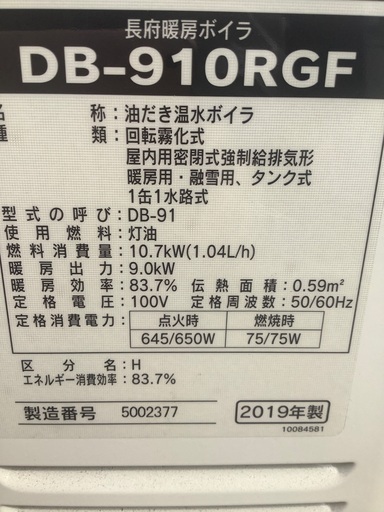 長府暖房ボイラ
DB-910RGF
名 称：油だき温水ボイラ
種 類：回転霧化式
屋内用密閉式強制給排気形
暖房用・融雪用、タンク式
1缶1水路式
型式の呼び：DB-91
使用燃料：灯油
燃料消費量：10.7kW(1.04L/h)
暖房出力：9.0kW
暖房効率：83.7% 伝熱面積：0.59m²
定格電圧：100V 定格周波数：50/60Hz
定格消費電力： 点火時 燃焼時
645/650W 75/75W
区分名：H
エネルギー消費効率：83.7%
製造番号 5002377 2019年製
10084581